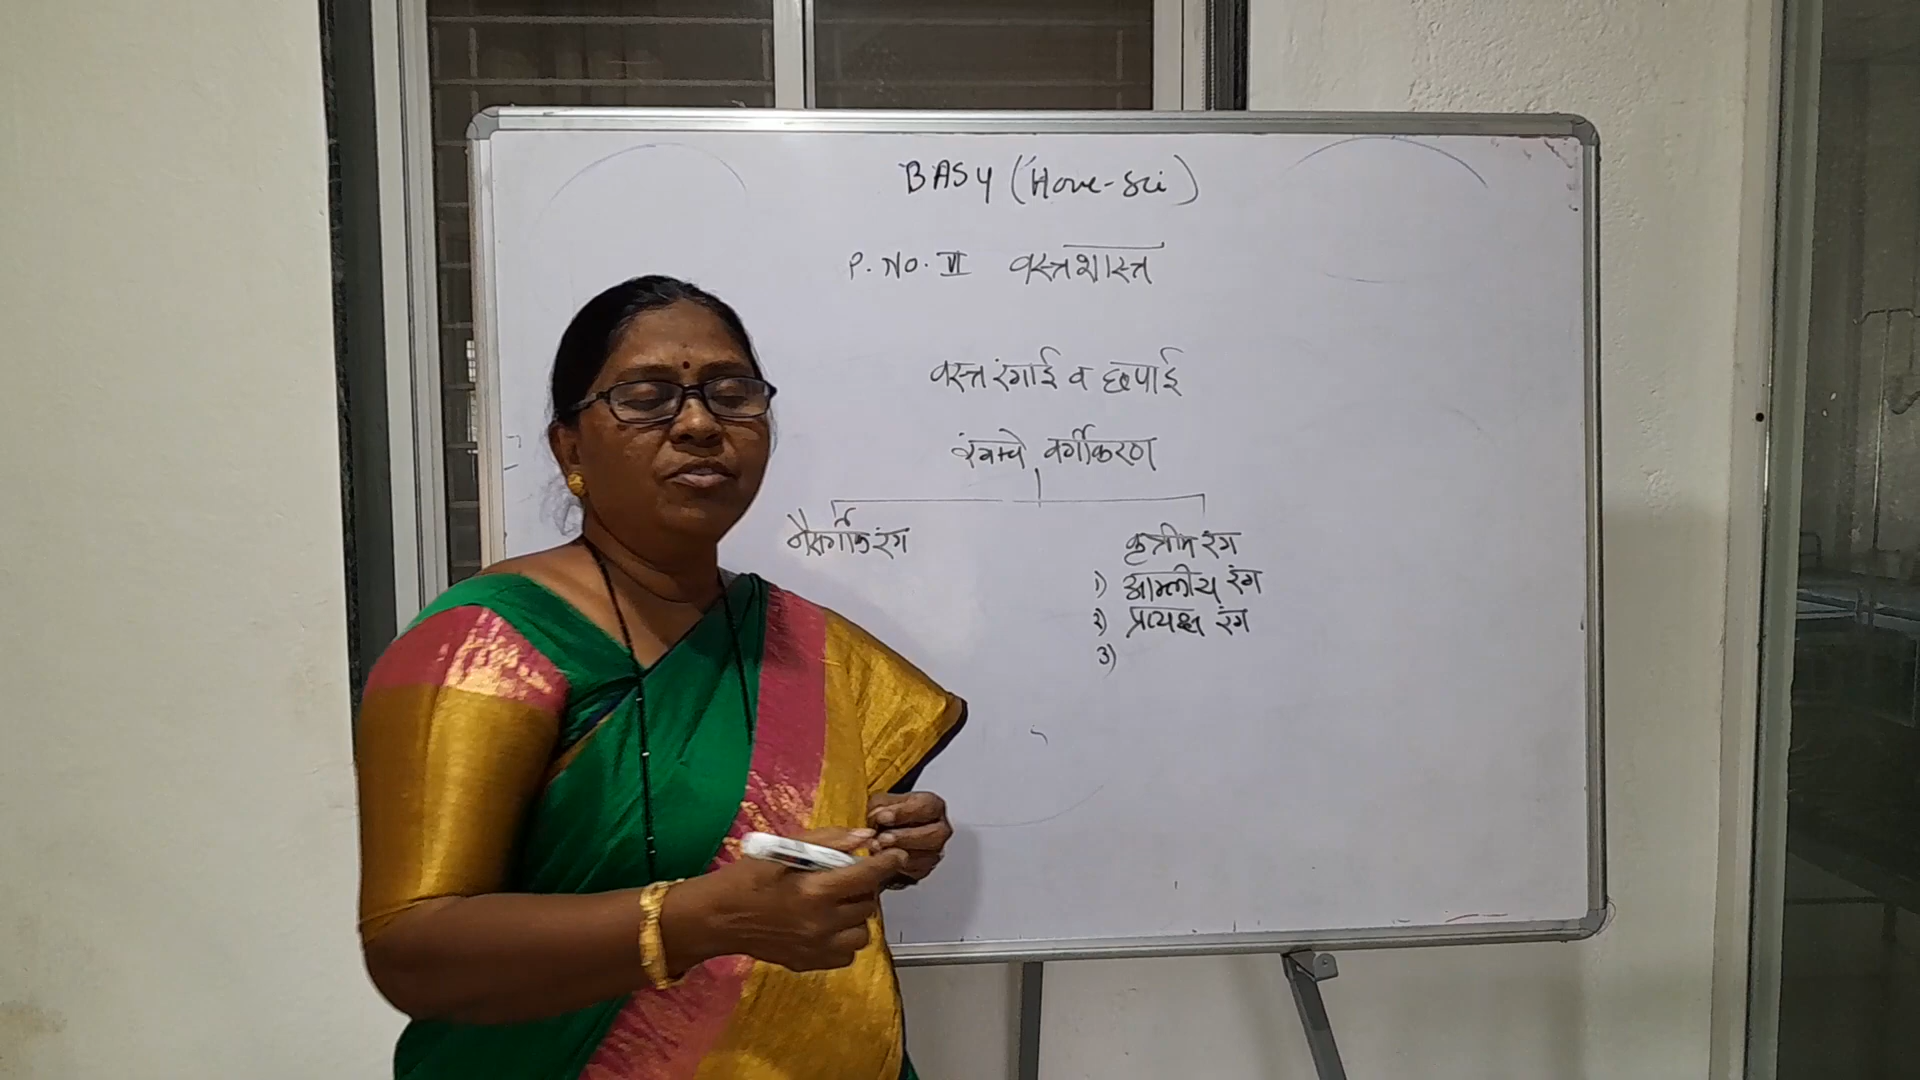 BASY (Home-Sci)
P. No. VI वस्त्रशास्त्र
वस्त्र रंगाई व छपाई
रंगाचे वर्गीकरण
नैसर्गिक रंग
कृत्रीम रंग
1) आम्लीय रंग
2) प्रत्यक्ष रंग
3)